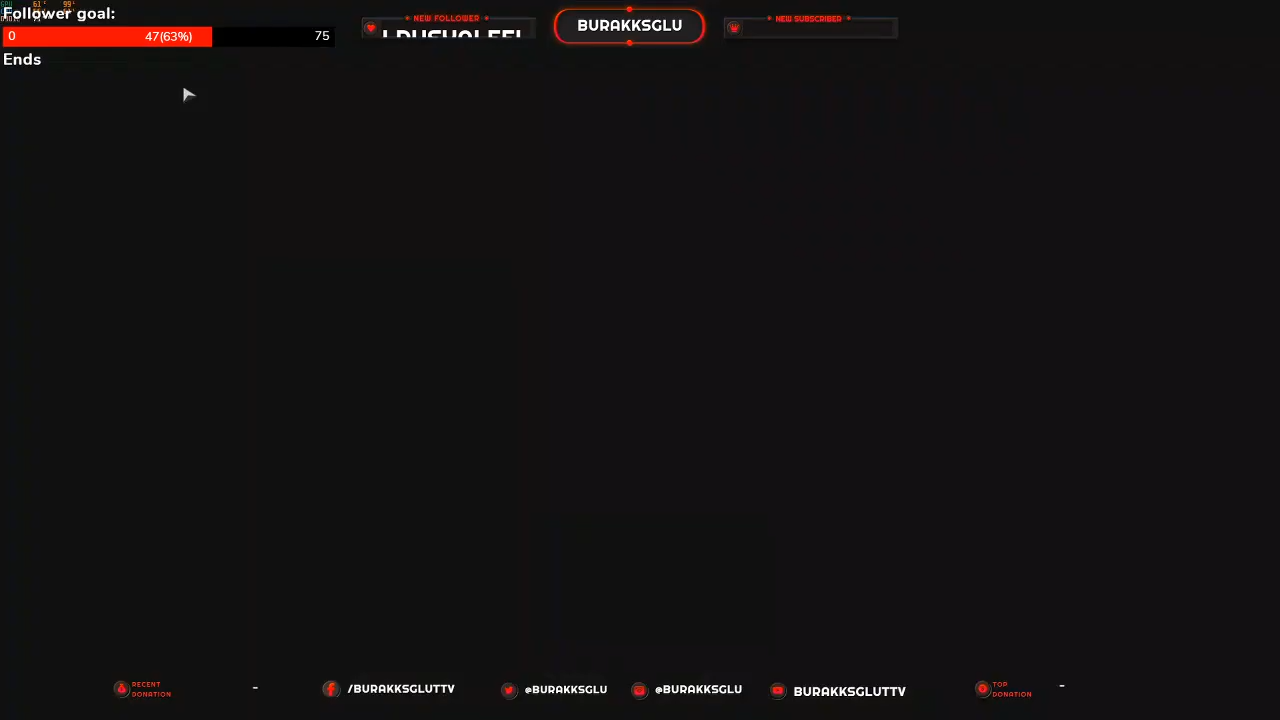 Follower goal:
0 47(63%) 75
Ends
NEW FOLLOWER
BURAKKSGLU
NEW SUBSCRIBER
RECENT DONATION
-
/BURAKKSGLUTTV
@BURAKKSGLU
@BURAKKSGLU
BURAKKSGLUTTV
TOP DONATION
-